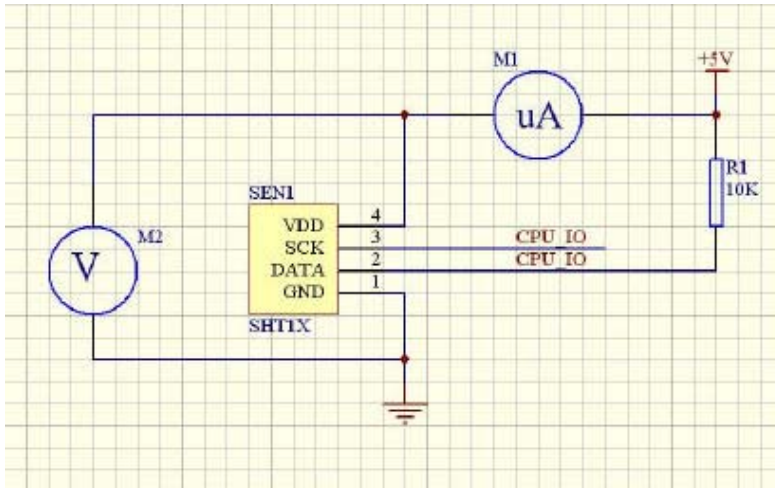 M1
+5V
uA
R1
10K
SEN1
VDD 4
SCK 3 CPU_IO
DATA 2 CPU_IO
GND 1
SHT1X
V
M2